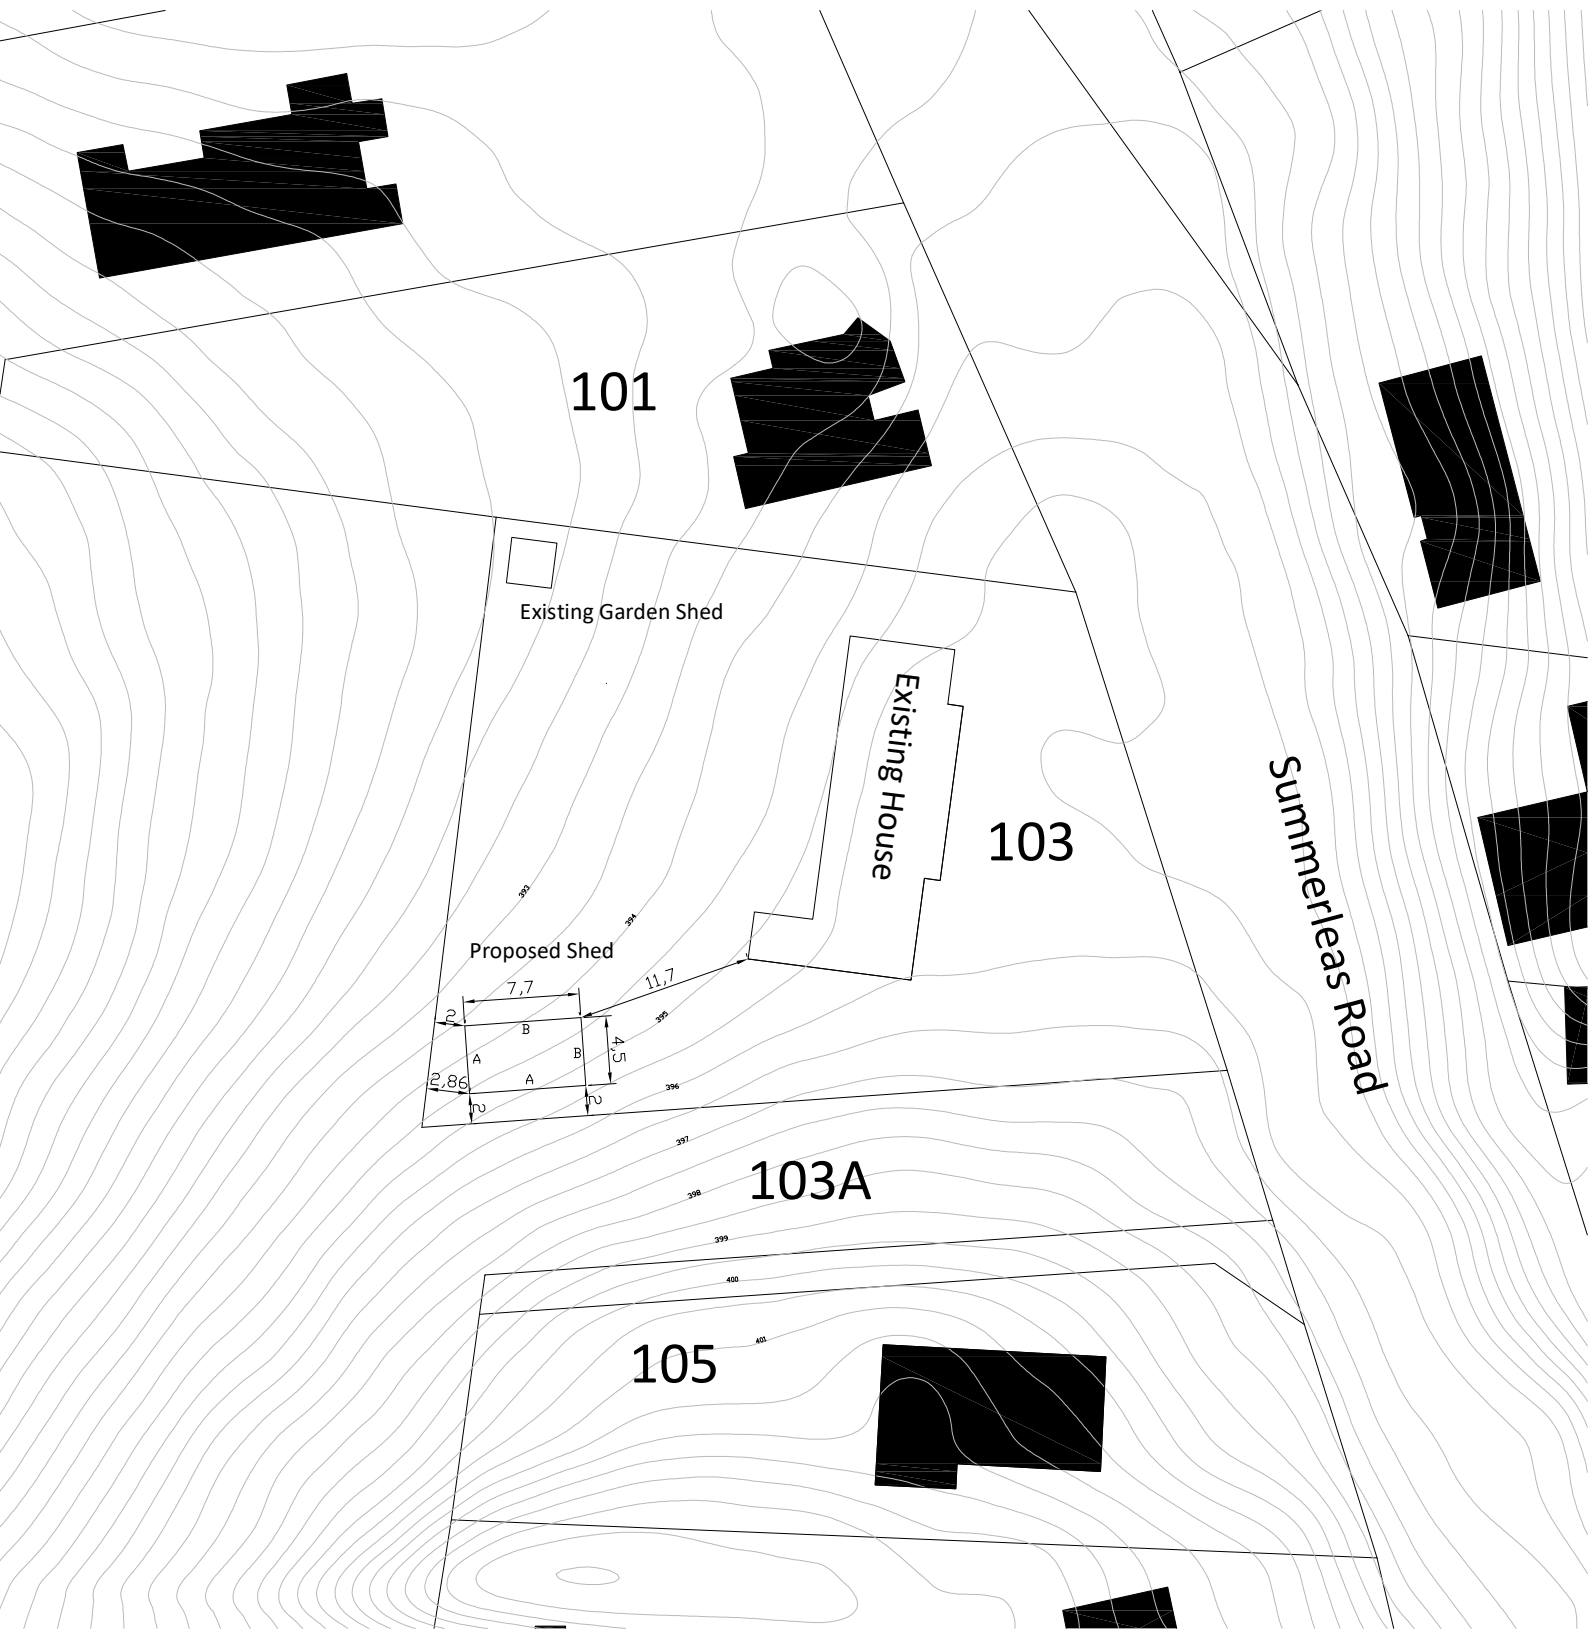 101
Existing Garden Shed
Existing House
Summerleas Road
103
393
394
Proposed Shed
7,7
11,7
2
B
395
A
B
4,5
2,86
A
396
2
2
397
103A
398
399
400
401
105